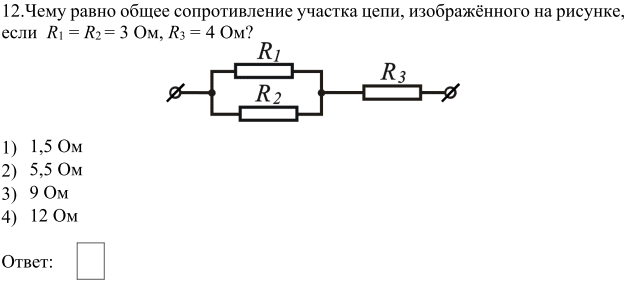 12.Чему равно общее сопротивление участка цепи, изображённого на рисунке,
если R₁ = R₂ = 3 Ом, R₃ = 4 Ом?
R₁
R₂
R₃
1) 1,5 Ом
2) 5,5 Ом
3) 9 Ом
4) 12 Ом
Ответ: